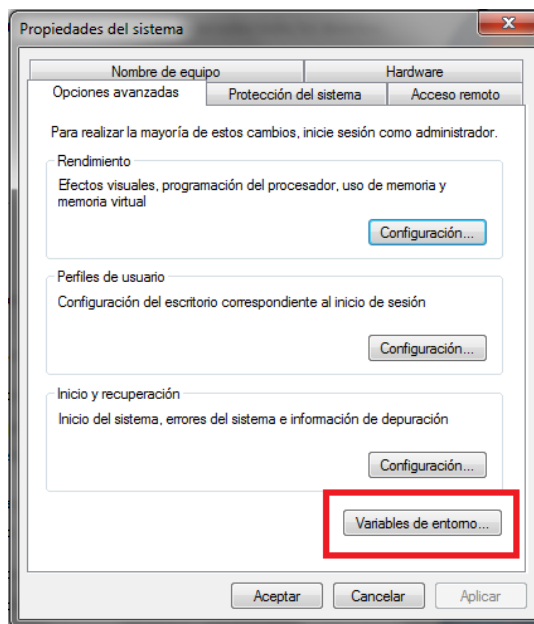 Propiedades del sistema
Nombre de equipo
Hardware
Opciones avanzadas
Protección del sistema
Acceso remoto
Para realizar la mayoría de estos cambios, inicie sesión como administrador.
Rendimiento
Efectos visuales, programación del procesador, uso de memoria y
memoria virtual
Configuración...
Perfiles de usuario
Configuración del escritorio correspondiente al inicio de sesión
Configuración...
Inicio y recuperación
Inicio del sistema, errores del sistema e información de depuración
Configuración...
Variables de entorno...
Aceptar
Cancelar
Aplicar